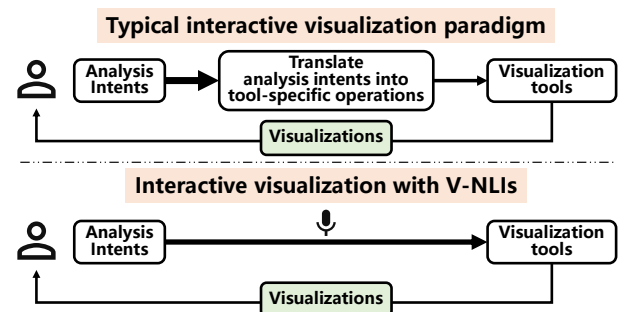 Typical interactive visualization paradigm
Analysis
Intents
Translate
analysis intents into
tool-specific operations
Visualization
tools
Visualizations
Interactive visualization with V-NLIs
Analysis
Intents
Visualization
tools
Visualizations